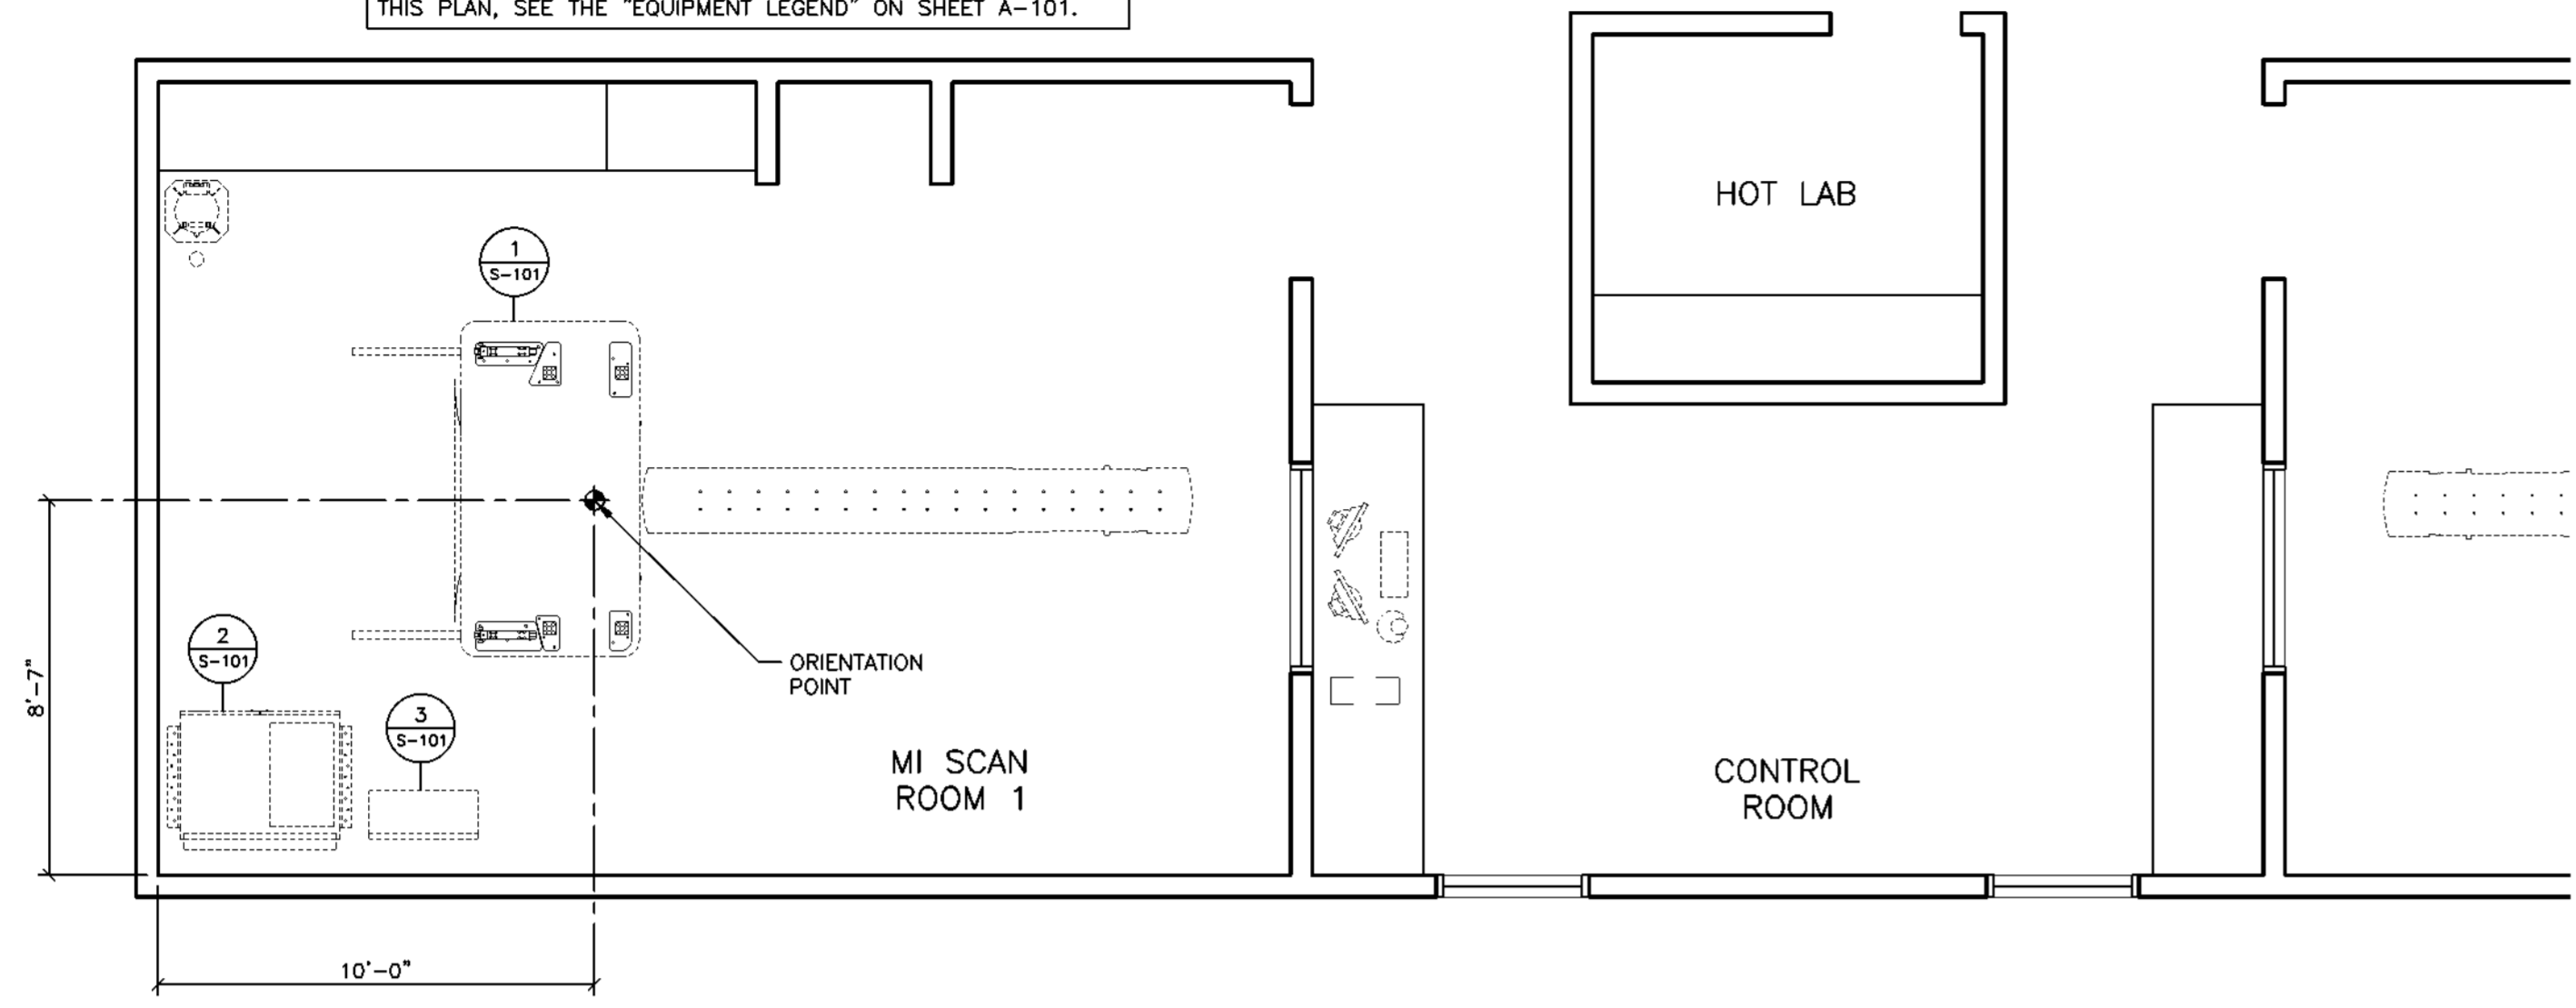 THIS PLAN, SEE THE "EQUIPMENT LEGEND" ON SHEET A-101.
HOT LAB
1
S-101
ORIENTATION
POINT
2
S-101
3
S-101
8'-7"
MI SCAN
ROOM 1
CONTROL
ROOM
10'-0"